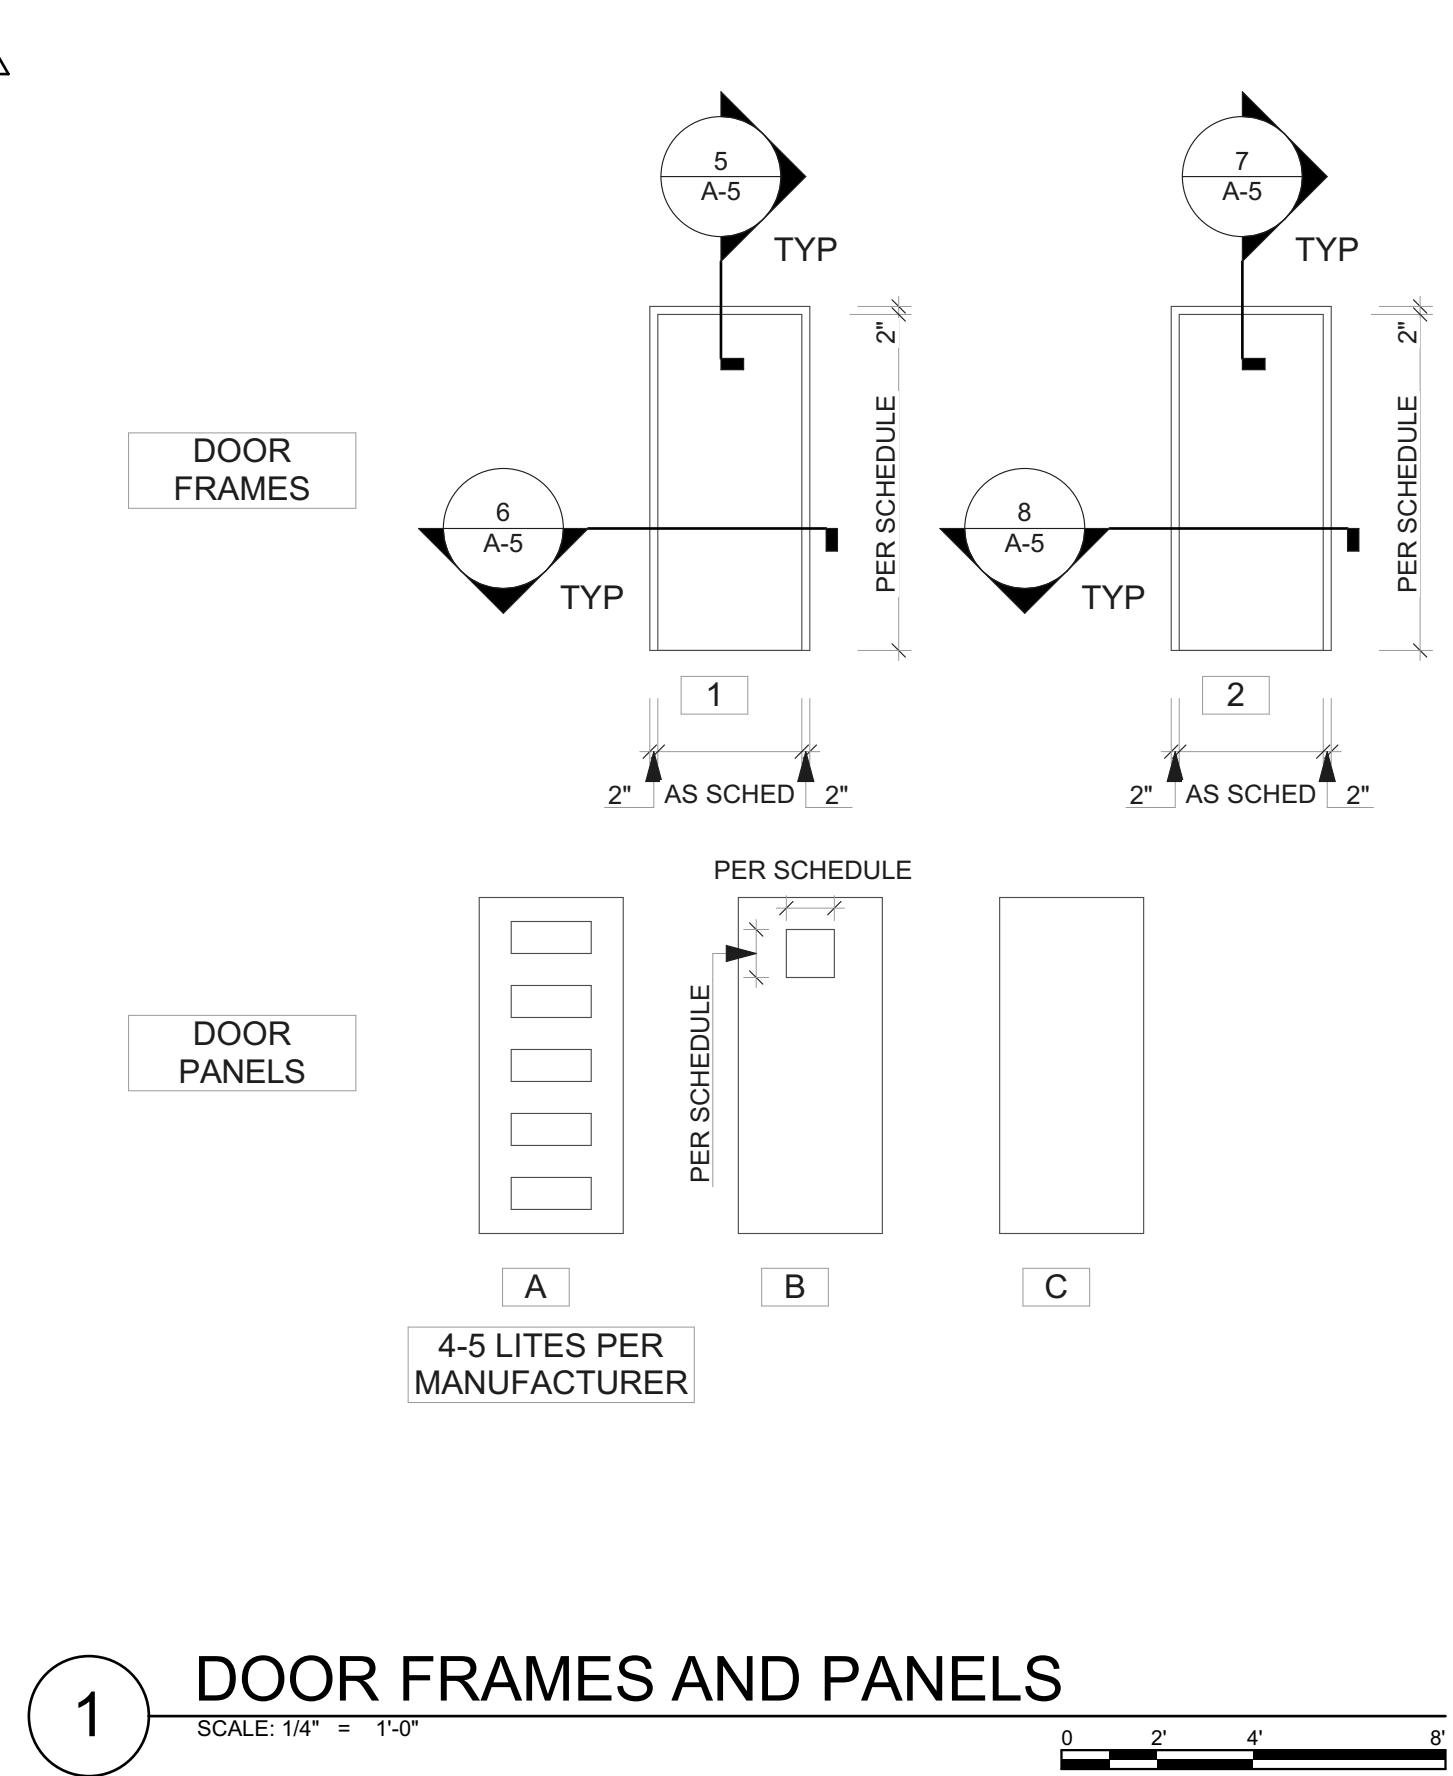 5
A-5
TYP
7
A-5
TYP
2"
PER SCHEDULE
2"
PER SCHEDULE
DOOR
FRAMES
6
A-5
TYP
8
A-5
TYP
1
2
2"
AS SCHED
2"
2"
AS SCHED
2"
PER SCHEDULE
PER SCHEDULE
DOOR
PANELS
A
B
C
4-5 LITES PER
MANUFACTURER
1
DOOR FRAMES AND PANELS
SCALE: 1/4" = 1'-0"
0 2' 4' 8'